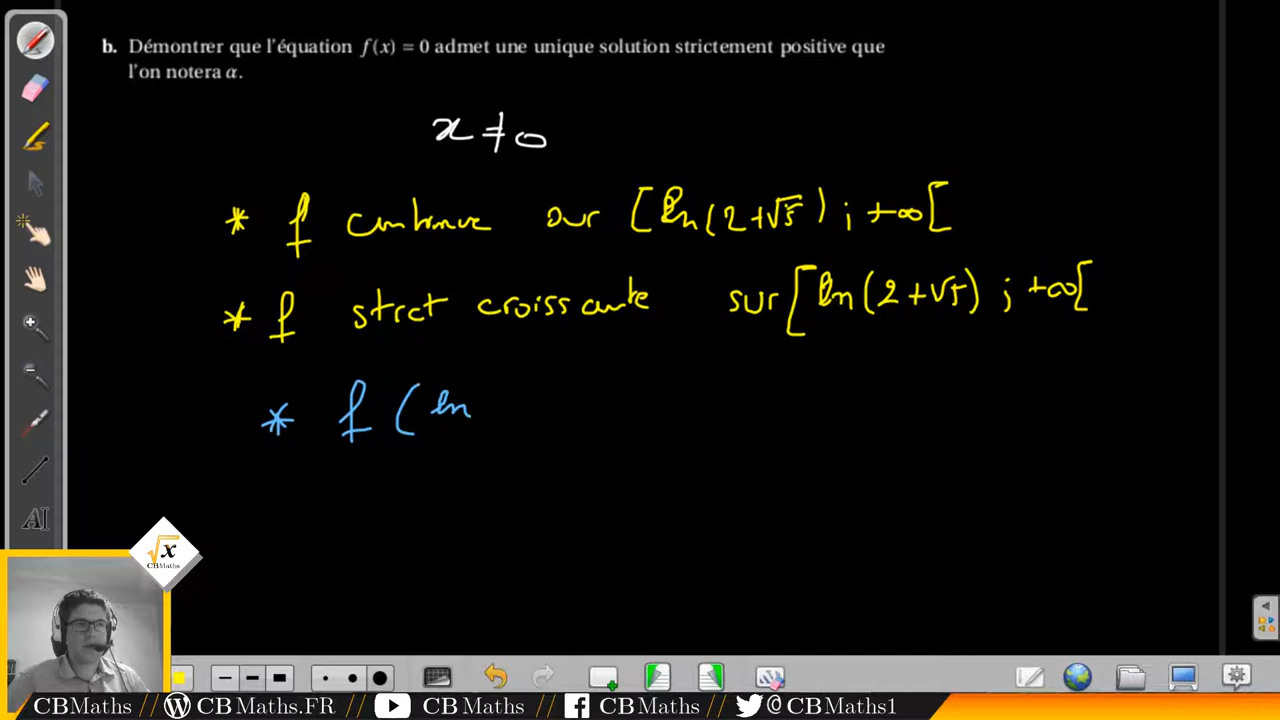 b. Démontrer que l'équation f(x) = 0 admet une unique solution strictement positive que
l'on notera α.
x ≠ 0
* f continue sur [ln(2+√5) ; +∞[
* f strict croissante sur [ln(2+√5) ; +∞[
* f (ln
√x
CBMaths
AI
CBMaths CBMaths.FR CBMaths CBMaths @CBMaths1